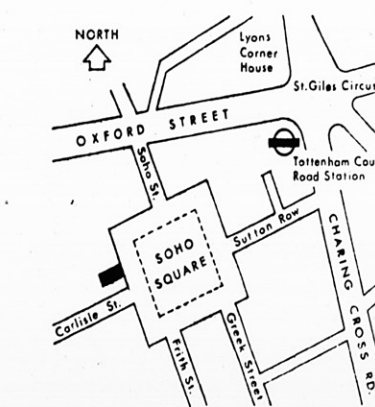 NORTH
Lyons
Corner
House
St. Giles Circus
OXFORD STREET
Soho St.
Tottenham Cou
Road Station
Sutton Row
SOHO
SQUARE
CHARING CROSS RD.
Carlisle St.
Frith St.
Greek Street